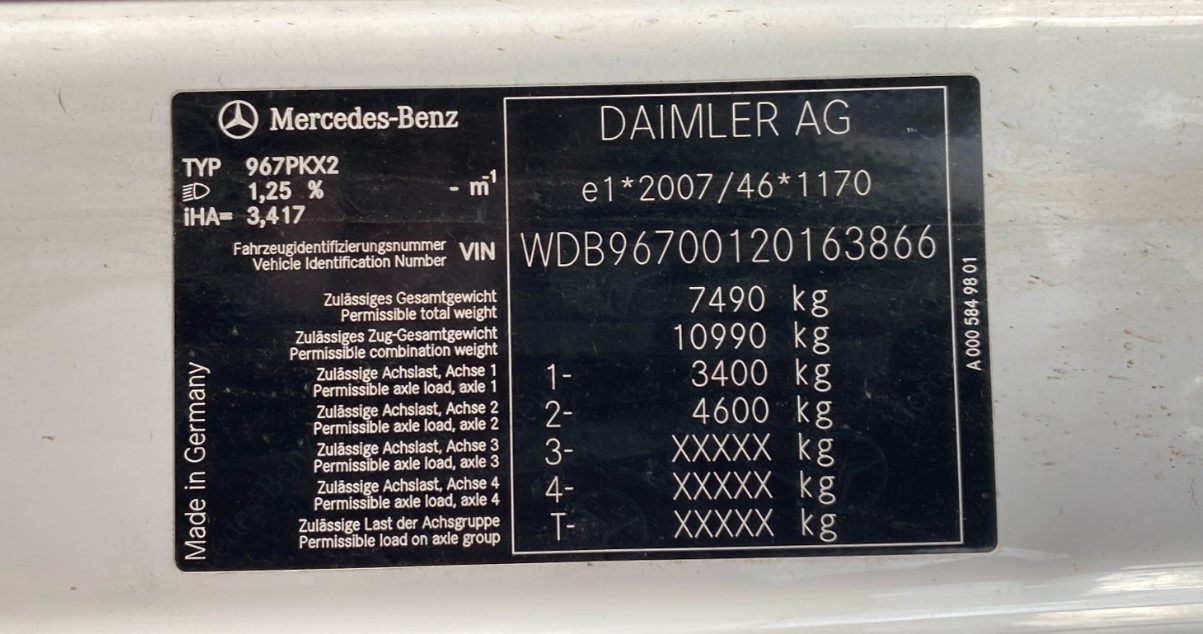 Mercedes-Benz
TYP 967PKX2
1,25 % - m-1
iHA= 3,417
Fahrzeugidentifizierungsnummer
Vehicle Identification Number
VIN
DAIMLER AG
e1*2007/46*1170
WDB96700120163866
Zulässiges Gesamtgewicht
Permissible total weight
7490 kg
Zulässiges Zug-Gesamtgewicht
Permissible combination weight
10990 kg
Zulässige Achslast, Achse 1
Permissible axle load, axle 1
1- 3400 kg
Zulässige Achslast, Achse 2
Permissible axle load, axle 2
2- 4600 kg
Zulässige Achslast, Achse 3
Permissible axle load, axle 3
3- XXXXX kg
Zulässige Achslast, Achse 4
Permissible axle load, axle 4
4- XXXXX kg
Zulässige Last der Achsgruppe
Permissible load on axle group
T- XXXXX kg
Made in Germany
A 000 584 98 01